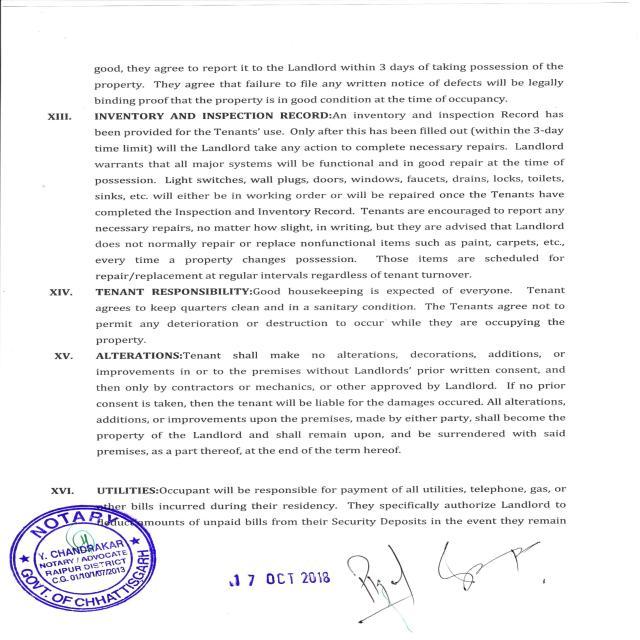 good, they agree to report it to the Landlord within 3 days of taking possession of the
property. They agree that failure to file any written notice of defects will be legally
binding proof that the property is in good condition at the time of occupancy.
XIII. INVENTORY AND INSPECTION RECORD:An inventory and inspection Record has
been provided for the Tenants' use. Only after this has been filled out (within the 3-day
time limit) will the Landlord take any action to complete necessary repairs. Landlord
warrants that all major systems will be functional and in good repair at the time of
possession. Light switches, wall plugs, doors, windows, faucets, drains, locks, toilets,
sinks, etc. will either be in working order or will be repaired once the Tenants have
completed the Inspection and Inventory Record. Tenants are encouraged to report any
necessary repairs, no matter how slight, in writing, but they are advised that Landlord
does not normally repair or replace nonfunctional items such as paint, carpets, etc.,
every time a property changes possession. Those items are scheduled for
repair/replacement at regular intervals regardless of tenant turnover.
XIV. TENANT RESPONSIBILITY:Good housekeeping is expected of everyone. Tenant
agrees to keep quarters clean and in a sanitary condition. The Tenants agree not to
permit any deterioration or destruction to occur while they are occupying the
property.
XV. ALTERATIONS:Tenant shall make no alterations, decorations, additions, or
improvements in or to the premises without Landlords' prior written consent, and
then only by contractors or mechanics, or other approved by Landlord. If no prior
consent is taken, then the tenant will be liable for the damages occured. All alterations,
additions, or improvements upon the premises, made by either party, shall become the
property of the Landlord and shall remain upon, and be surrendered with said
premises, as a part thereof, at the end of the term hereof.
XVI. UTILITIES:Occupant will be responsible for payment of all utilities, telephone, gas, or
other bills incurred during their residency. They specifically authorize Landlord to
deduct amounts of unpaid bills from their Security Deposits in the event they remain
NOTARY
Y. CHANDRAKAR
NOTARY / ADVOCATE
RAIPUR DISTRICT
C.G. 01/101/07/2013
GOVT. OF CHHATTISGARH
17 OCT 2018